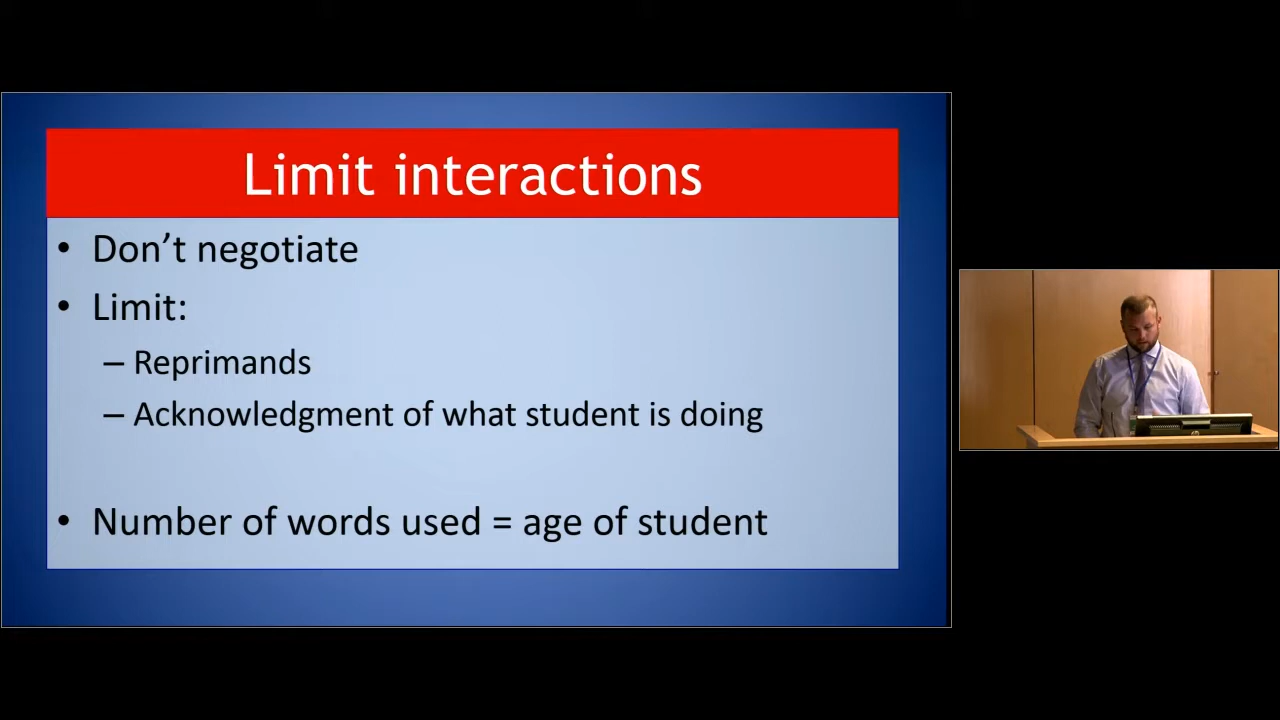 Limit interactions
• Don’t negotiate
• Limit:
– Reprimands
– Acknowledgment of what student is doing
• Number of words used = age of student